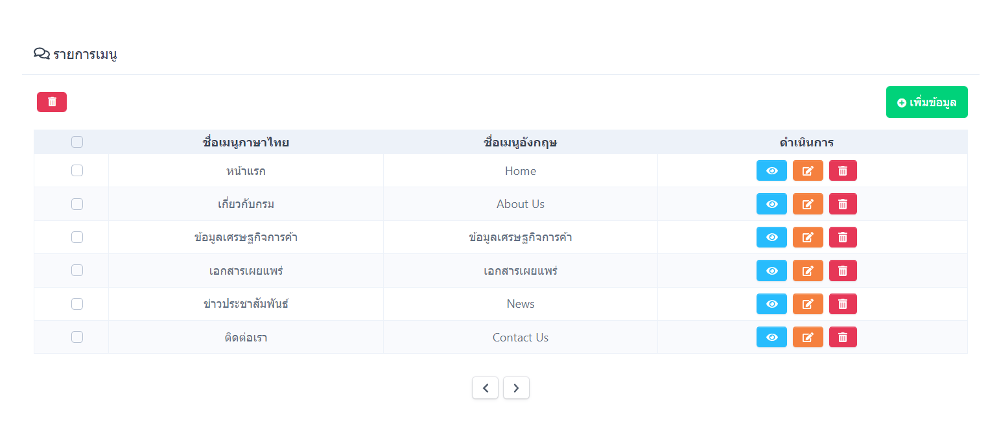 รายการเมนู
เพิ่มข้อมูล
ชื่อเมนูภาษาไทย ชื่อเมนูอังกฤษ ดำเนินการ
หน้าแรก Home
เกี่ยวกับกรม About Us
ข้อมูลเศรษฐกิจการค้า ข้อมูลเศรษฐกิจการค้า
เอกสารเผยแพร่ เอกสารเผยแพร่
ข่าวประชาสัมพันธ์ News
ติดต่อเรา Contact Us